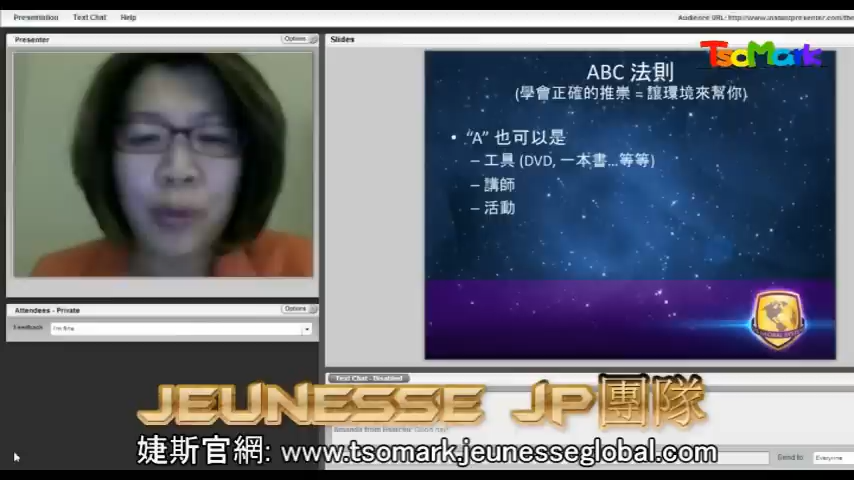 Presentation Text Chat Help
Audience URL: http://www.instantpresenter.com/the
Presenter
Options
Slides
TsoMark
ABC 法則
(學會正確的推崇 = 讓環境來幫你)
• “A” 也可以是
– 工具 (DVD, 一本書...等等)
– 講師
– 活動
Attendees - Private
Options
Feedback
I'm fine
Text Chat - Disabled
JEUNESSE JP團隊
婕斯官網: www.tsomark.jeunesseglobal.com
Send to:
Everyone